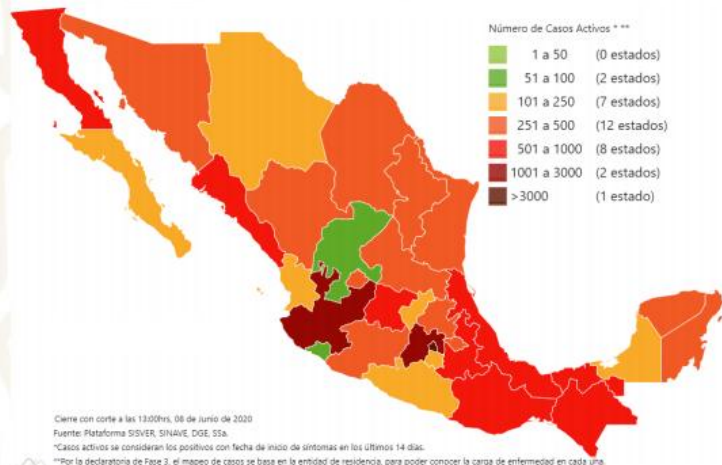 Número de Casos Activos * **
1 a 50 (0 estados)
51 a 100 (2 estados)
101 a 250 (7 estados)
251 a 500 (12 estados)
501 a 1000 (8 estados)
1001 a 3000 (2 estados)
>3000 (1 estado)
Cierre con corte a las 13:00hrs, 08 de Junio de 2020
Fuente: Plataforma SISVER, SINAVE, DGE, SSa.
*Casos activos se consideran los positivos con fecha de inicio de síntomas en los últimos 14 días.
**Por la declaratoria de Fase 3, el mapeo de casos se basa en la entidad de residencia, para poder conocer la carga de enfermedad en cada una.